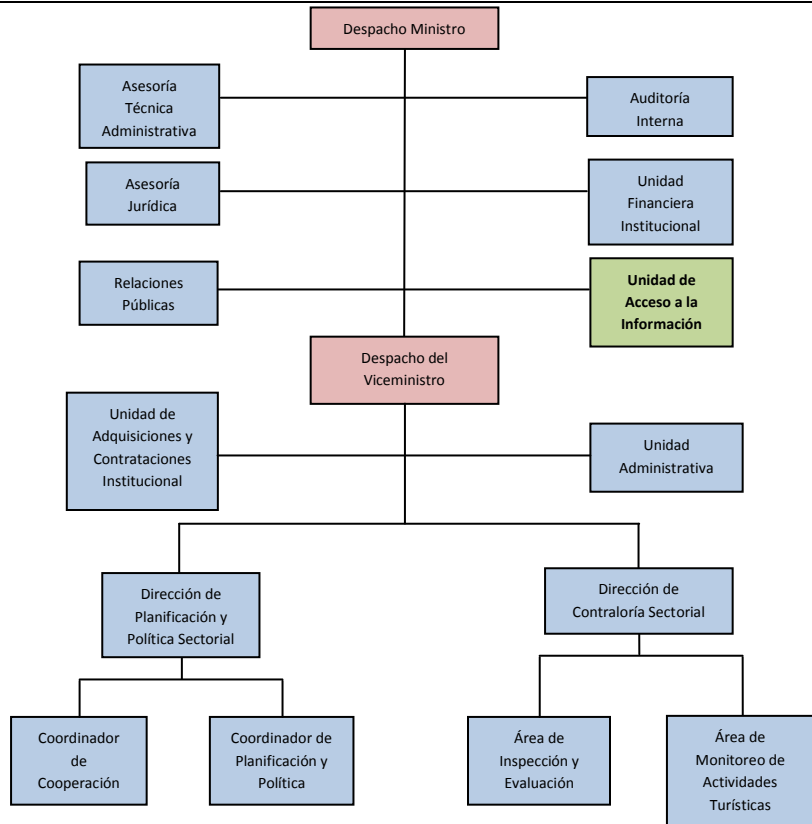 Despacho Ministro
Asesoría
Técnica
Administrativa
Auditoría
Interna
Asesoría
Jurídica
Unidad
Financiera
Institucional
Relaciones
Públicas
Unidad de
Acceso a la
Información
Despacho del
Viceministro
Unidad de
Adquisiciones y
Contrataciones
Institucional
Unidad
Administrativa
Dirección de
Planificación y
Política Sectorial
Dirección de
Contraloría Sectorial
Coordinador
de
Cooperación
Coordinador de
Planificación y
Política
Área de
Inspección y
Evaluación
Área de
Monitoreo de
Actividades
Turísticas